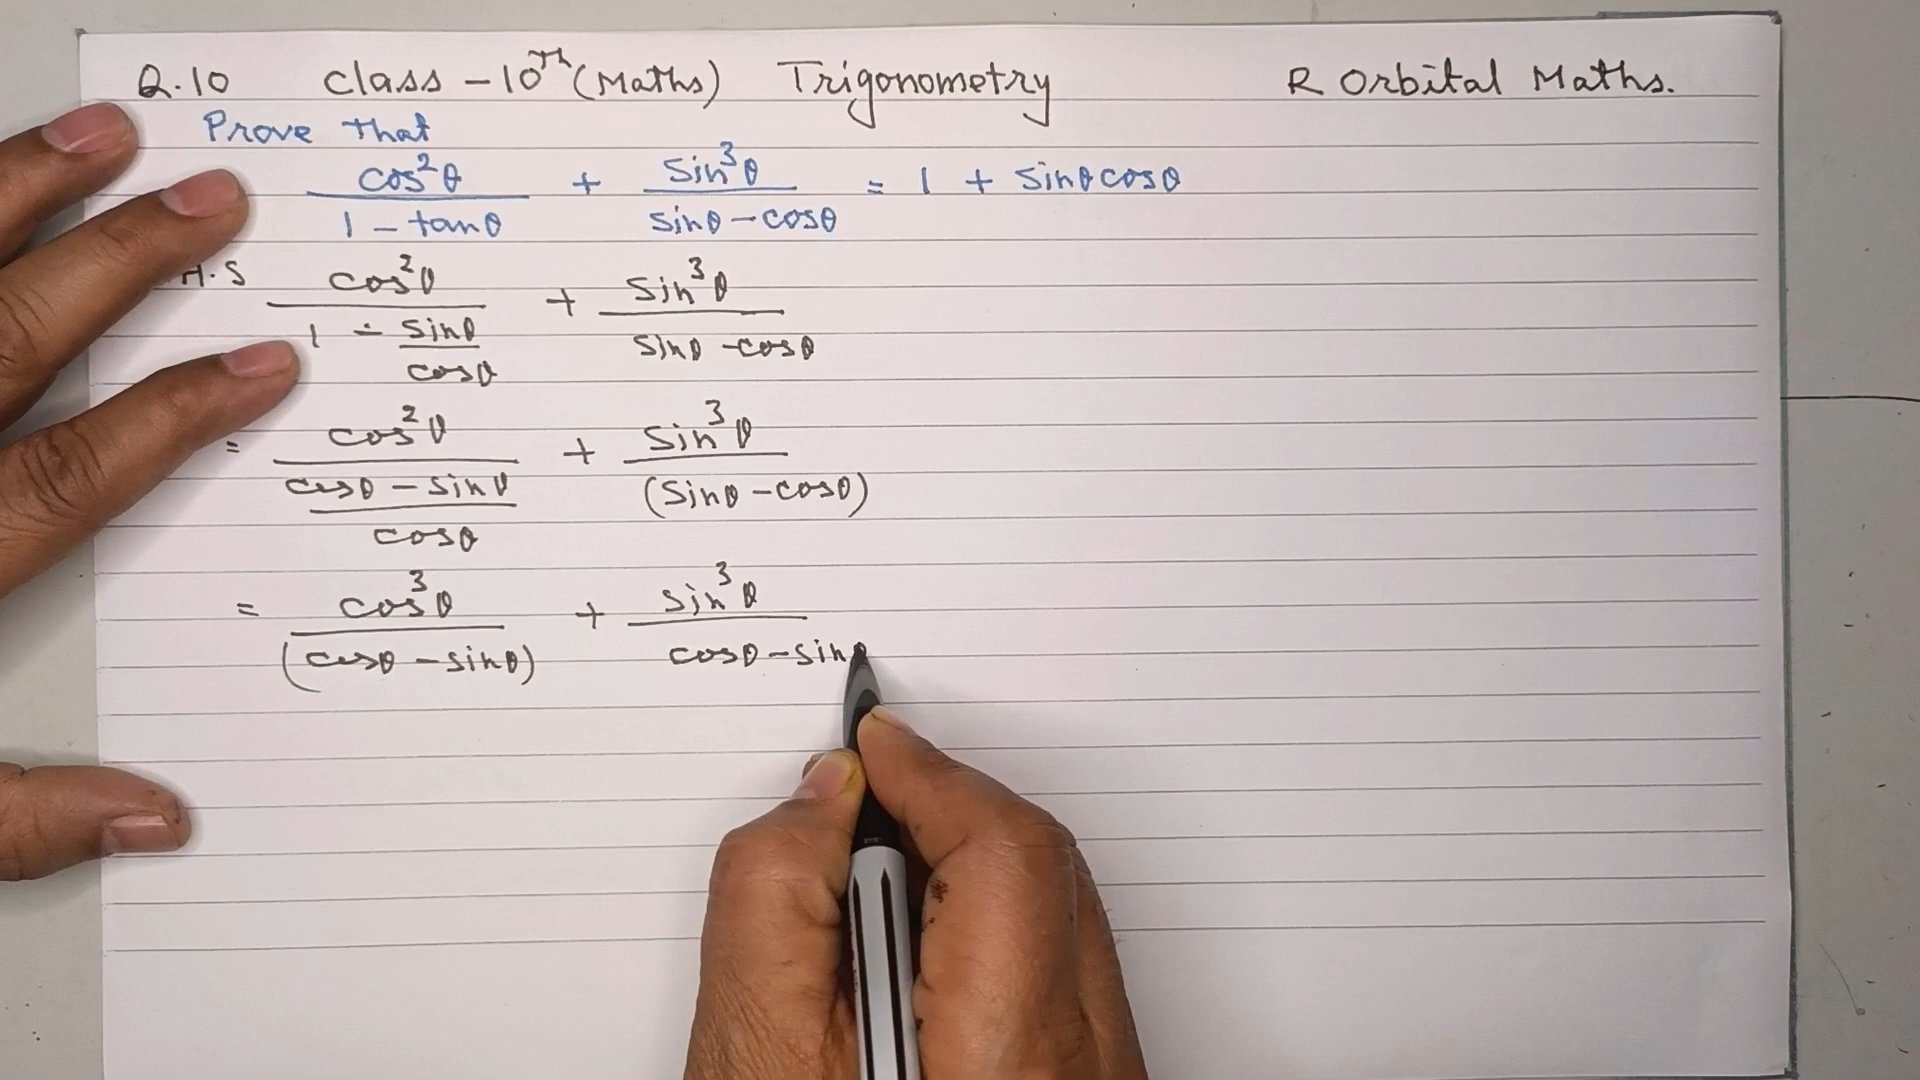 Q.10 Class - 10Th (Maths) Trigonometry R Orbital Maths.
Prove that
cos²θ / 1 - tanθ + Sin³θ / sinθ - cosθ = 1 + sinθcosθ
H.S cos²θ / 1 - sinθ/cosθ + Sin³θ / sinθ - cosθ
= cos²θ / cosθ - sinθ / cosθ + Sin³θ / (Sinθ - cosθ)
= cos³θ / (cosθ - sinθ) + Sin³θ / cosθ - sinθ